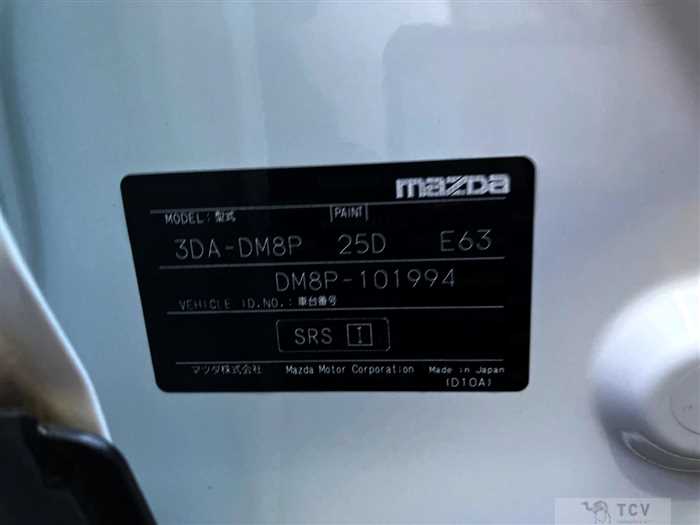 mazda
MODEL: 型式 PAINT
3DA-DM8P 25D E63
DM8P-101994
VEHICLE ID.NO.: 車台番号
SRS I
マツダ株式会社 Mazda Motor Corporation Made in Japan
(D10A)
TCV